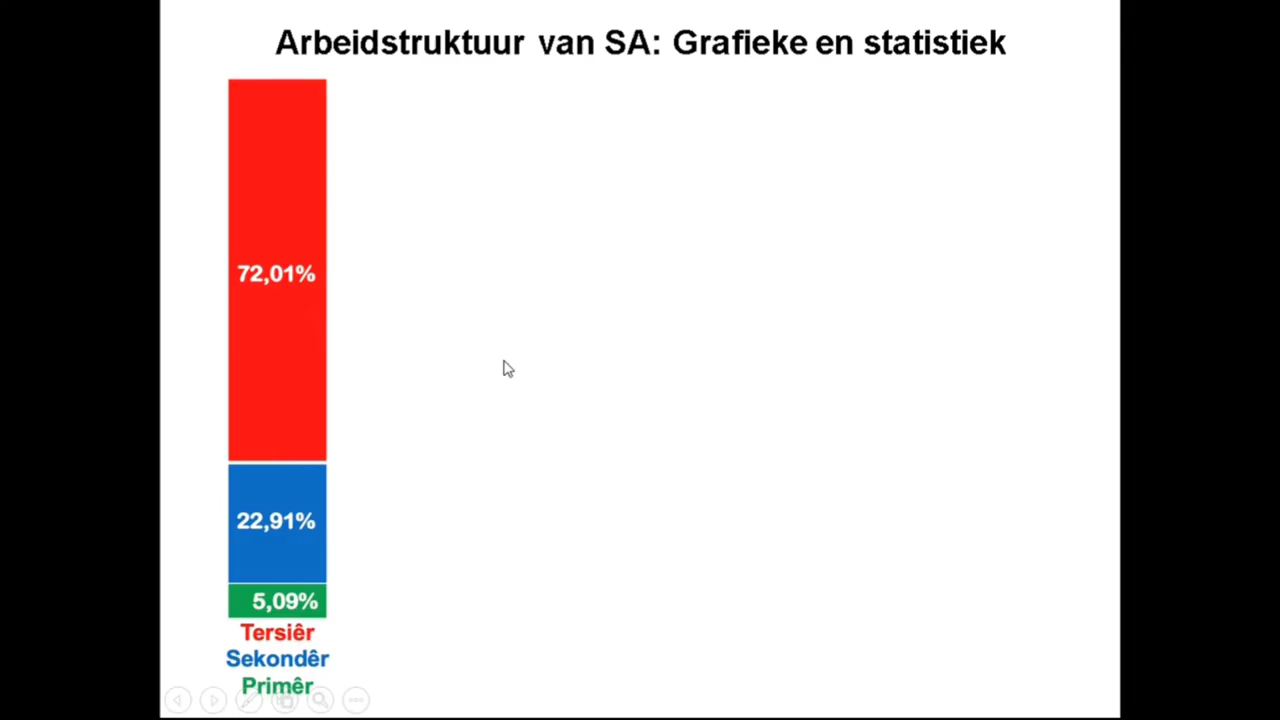 Arbeidstruktuur van SA: Grafieke en statistiek
72,01%
22,91%
5,09%
Tersiêr
Sekondêr
Primêr